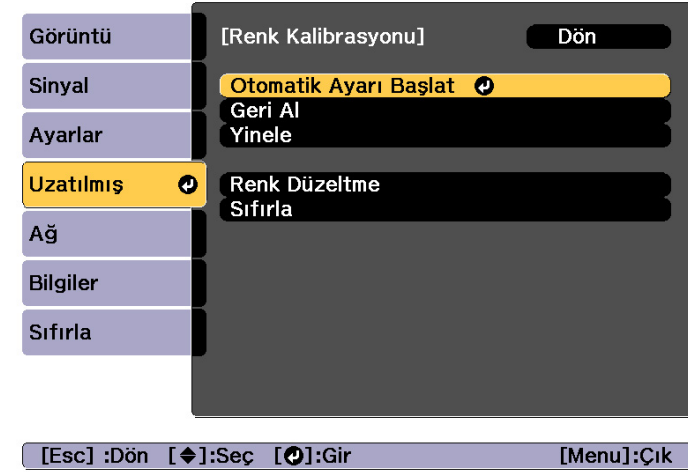 Görüntü
Sinyal
Ayarlar
Uzatılmış
Ağ
Bilgiler
Sıfırla
[Renk Kalibrasyonu] Dön
Otomatik Ayarı Başlat
Geri Al
Yinele
Renk Düzeltme
Sıfırla
[Esc] :Dön [◆]:Seç [⏎]:Gir [Menu]:Çık